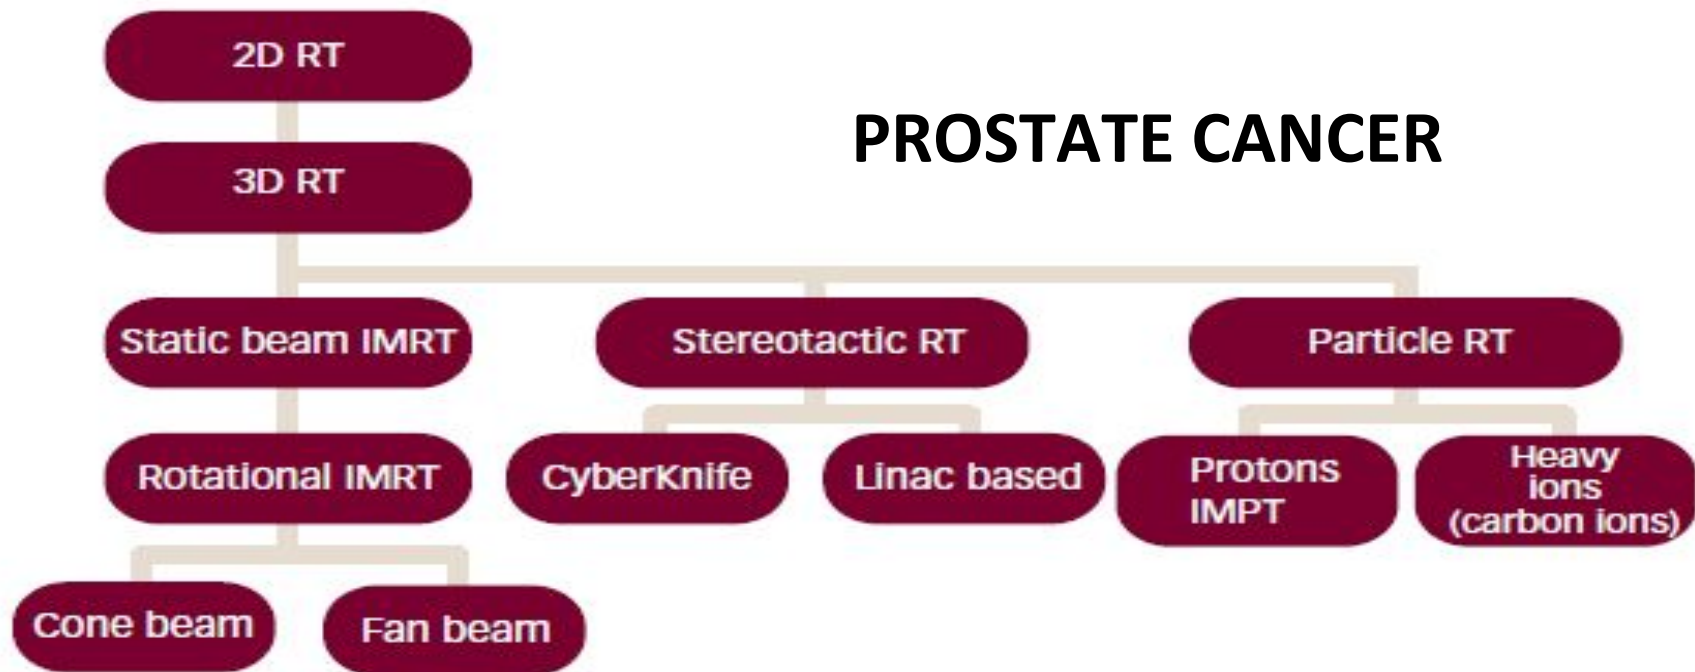 2D RT
PROSTATE CANCER
3D RT
Static beam IMRT
Stereotactic RT
Particle RT
Rotational IMRT
CyberKnife
Linac based
Protons
IMPT
Heavy
ions
(carbon ions)
Cone beam
Fan beam